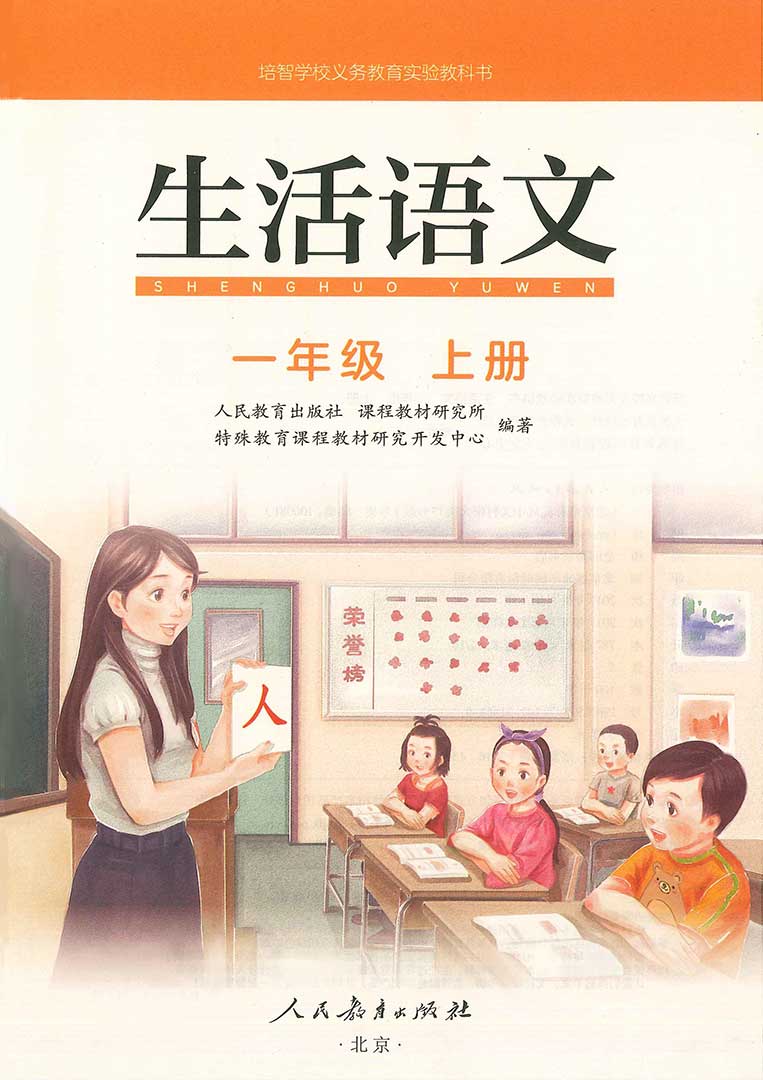 培智学校义务教育实验教科书
生活语文
SHENGHUO YUWEN
一年级 上册
人民教育出版社 课程教材研究所
特殊教育课程教材研究开发中心
编著
荣誉榜
人
人民教育出版社
·北京·